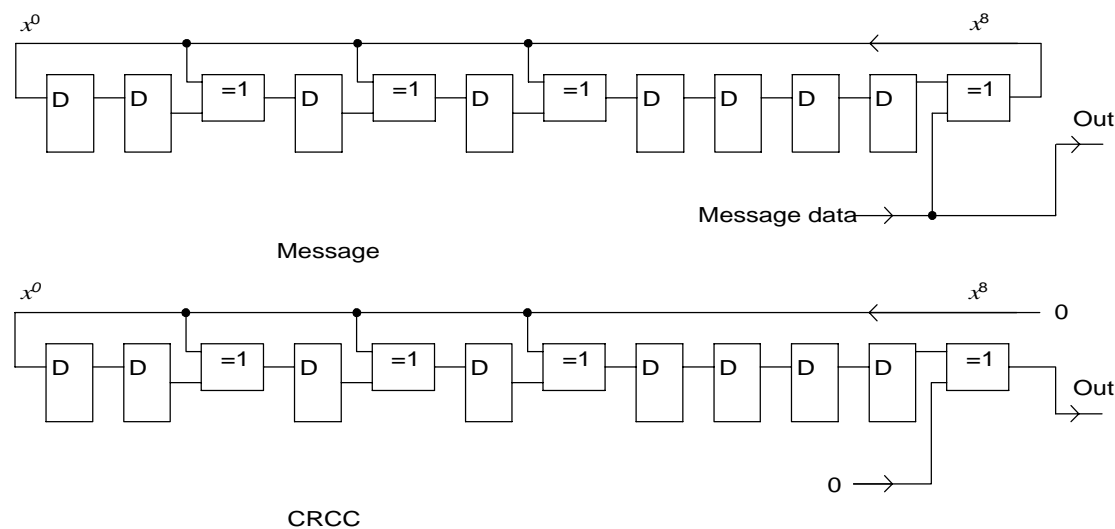 x⁰ x⁸
D D =1 D =1 D =1 D D D D =1
Out
Message data
Message
x⁰ x⁸ 0
D D =1 D =1 D =1 D D D D =1
Out
0
CRCC